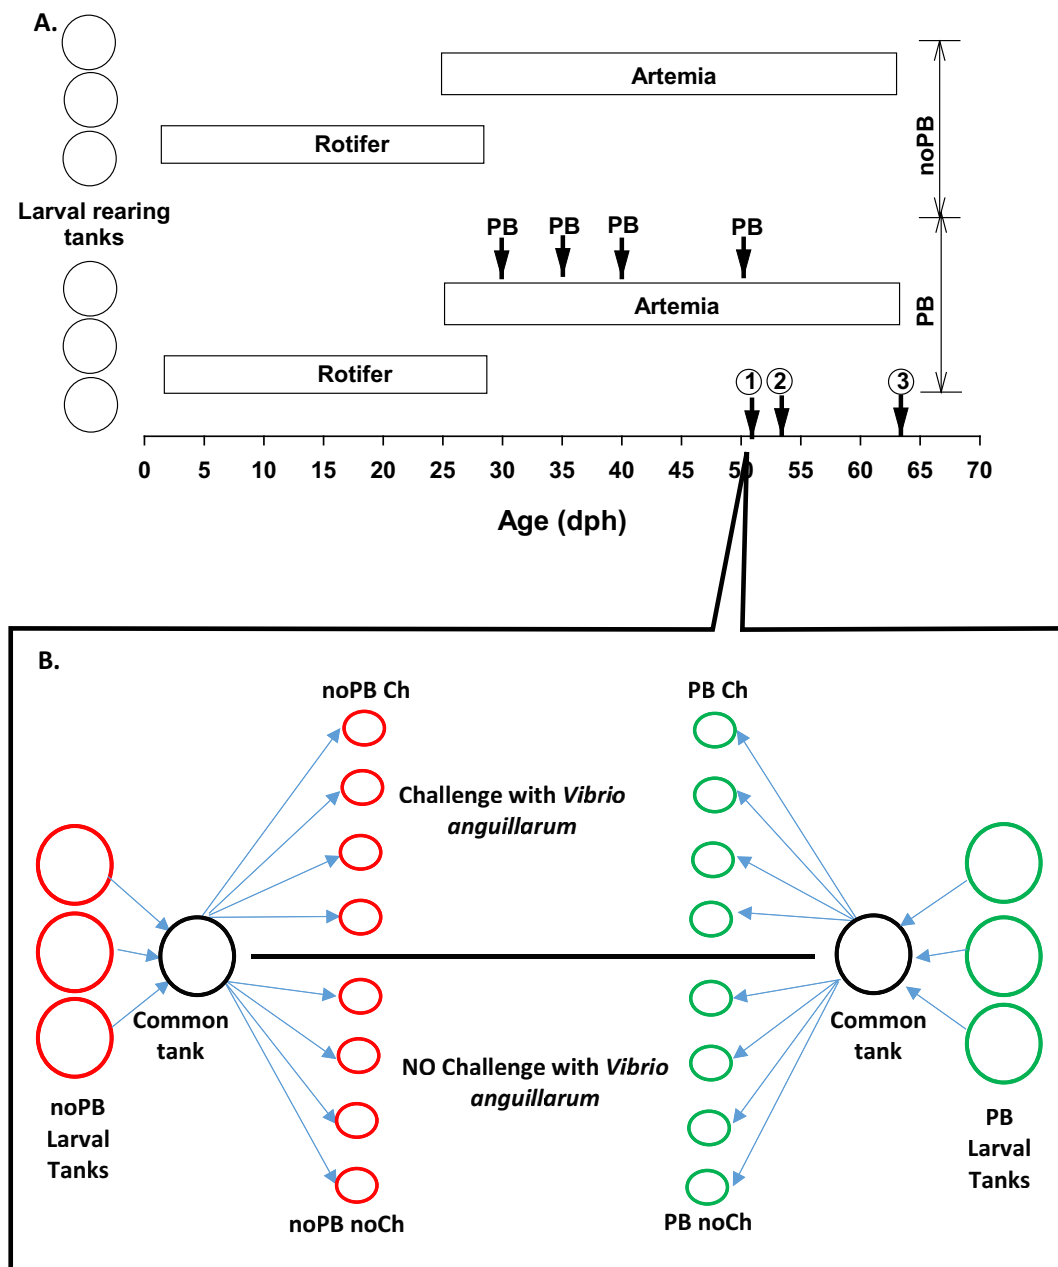 A.
Artemia
Rotifer
noPB
Larval rearing
tanks
PB PB PB PB
Artemia
PB
Rotifer
1 2 3
0 5 10 15 20 25 30 35 40 45 50 55 60 65 70
Age (dph)
B.
noPB Ch
PB Ch
Challenge with Vibrio
anguillarum
Common
tank
Common
tank
NO Challenge with Vibrio
anguillarum
noPB
Larval
Tanks
PB
Larval
Tanks
noPB noCh
PB noCh